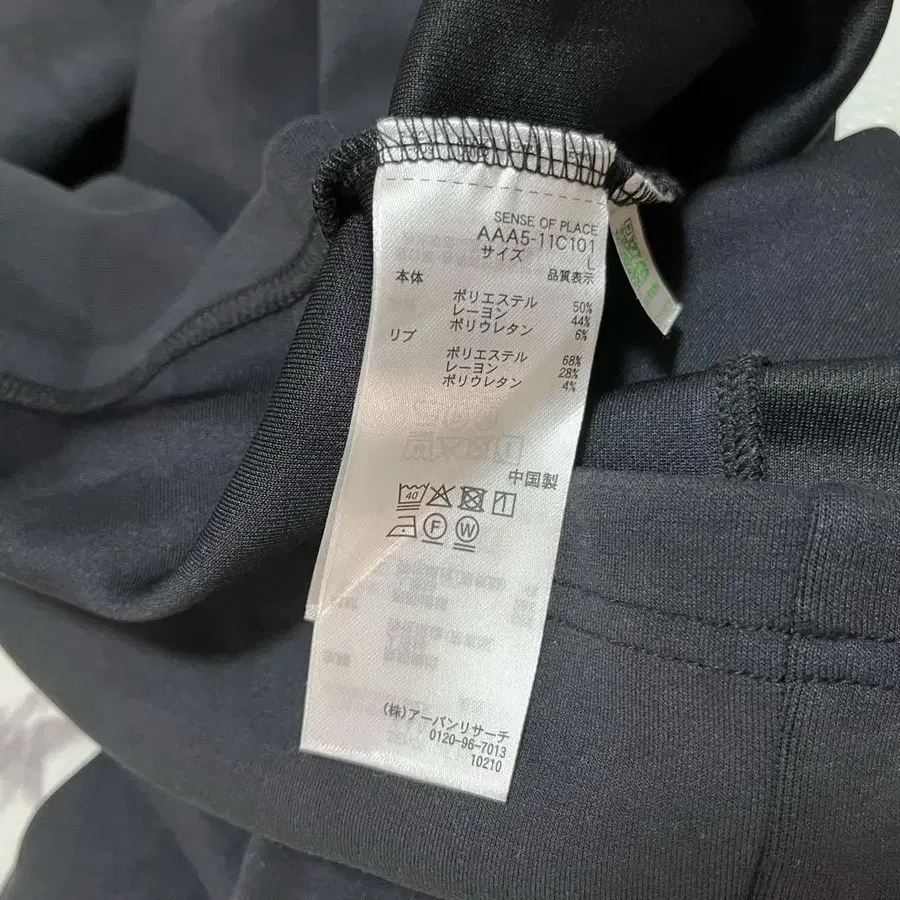 SENSE OF PLACE
AAA5-11C101
サイズ L
本体 品質表示
ポリエステル 50%
レーヨン 44%
ポリウレタン 6%
リブ
ポリエステル 68%
レーヨン 28%
ポリウレタン 4%
中国製
40
F W
(株)アーバンリサーチ
0120-96-7013
10210